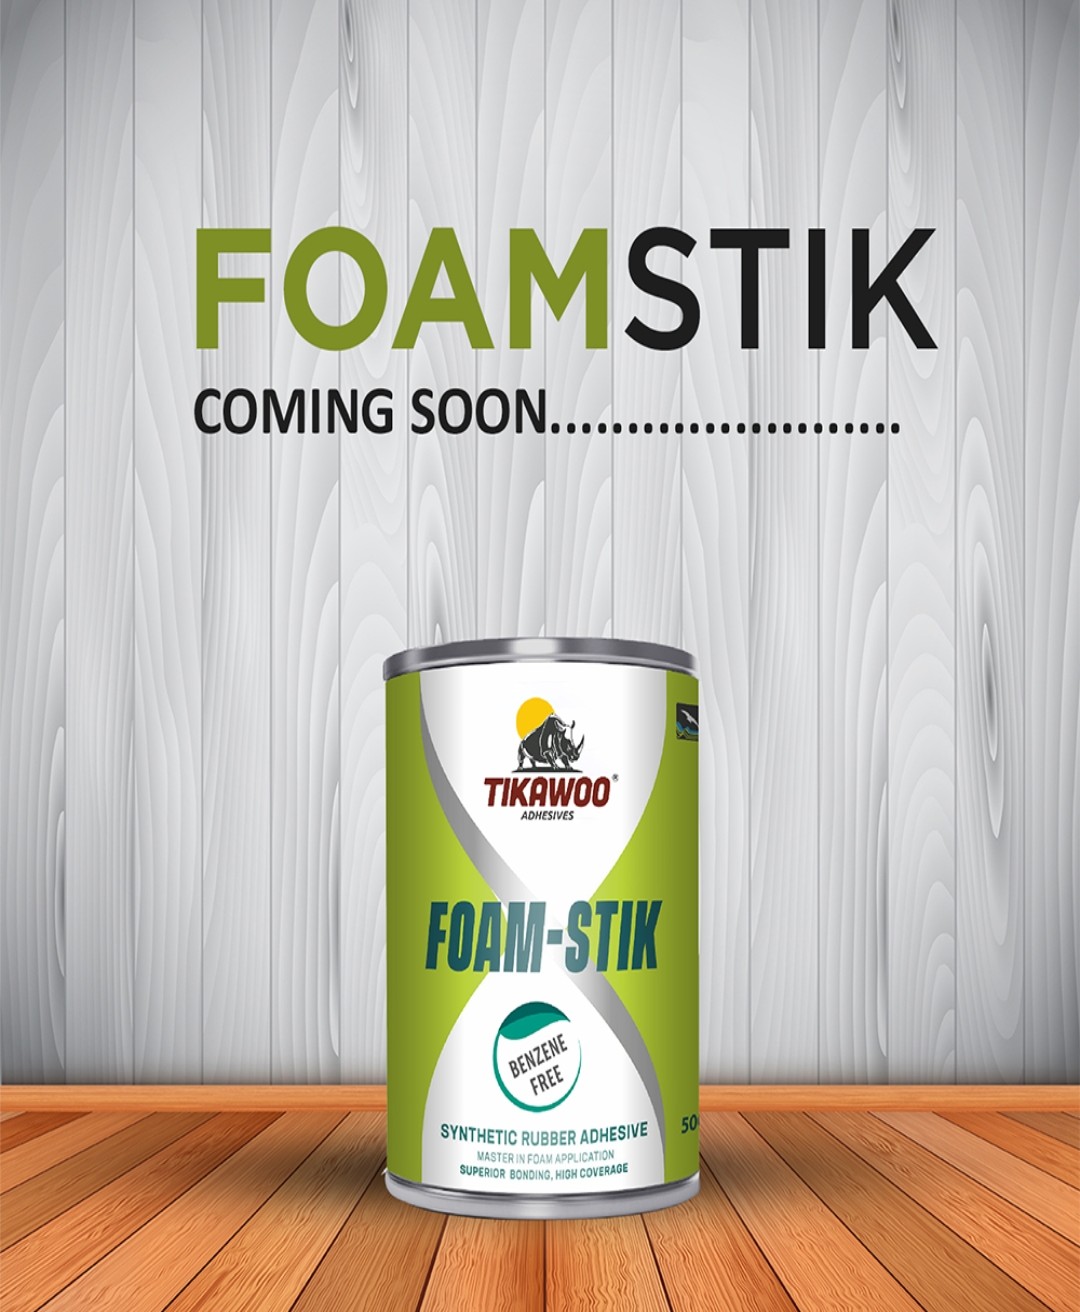 FOAMSTIK
COMING SOON........................
TIKAWOO®
ADHESIVES
FOAM-STIK
BENZENE
FREE
SYNTHETIC RUBBER ADHESIVE
MASTER IN FOAM APPLICATION
SUPERIOR BONDING, HIGH COVERAGE